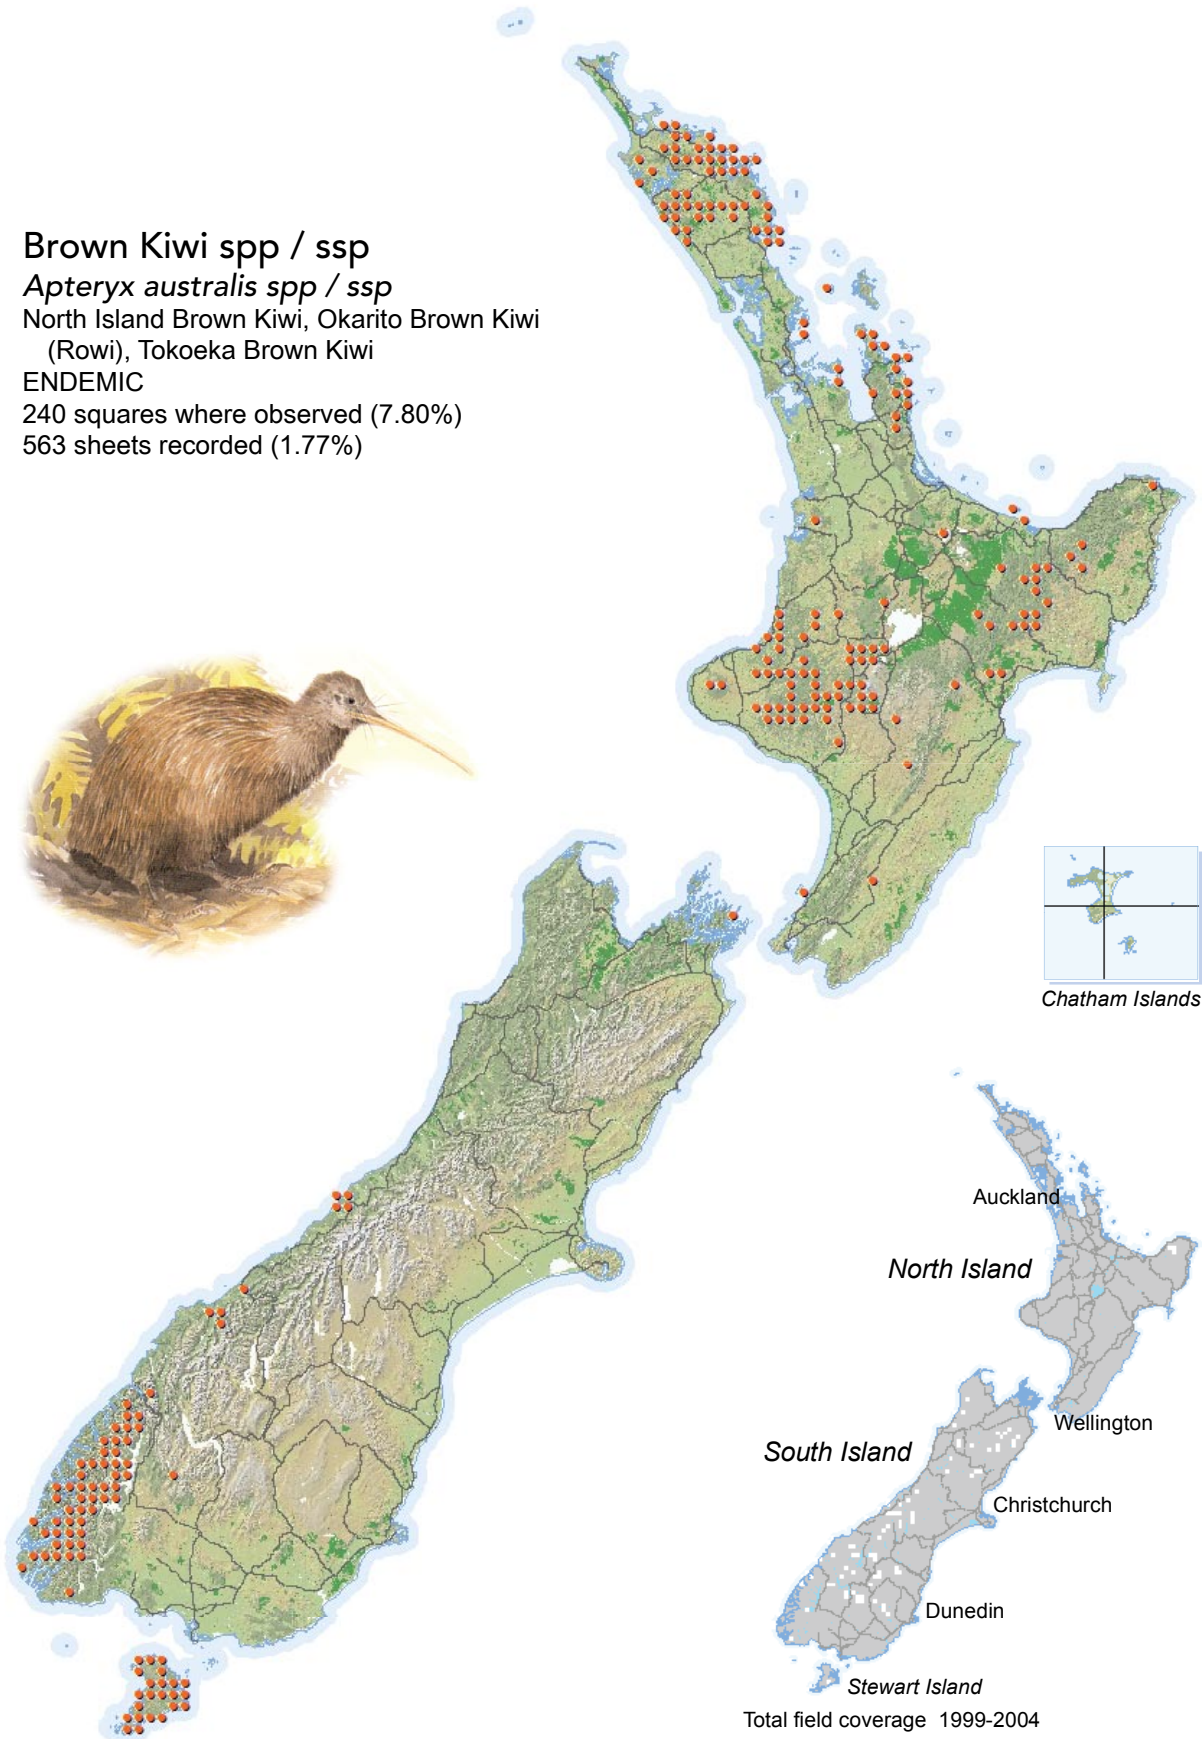 Brown Kiwi spp / ssp
Apteryx australis spp / ssp
North Island Brown Kiwi, Okarito Brown Kiwi
(Rowi), Tokoeka Brown Kiwi
ENDEMIC
240 squares where observed (7.80%)
563 sheets recorded (1.77%)
Chatham Islands
Auckland
North Island
Wellington
South Island
Christchurch
Dunedin
Stewart Island
Total field coverage 1999-2004